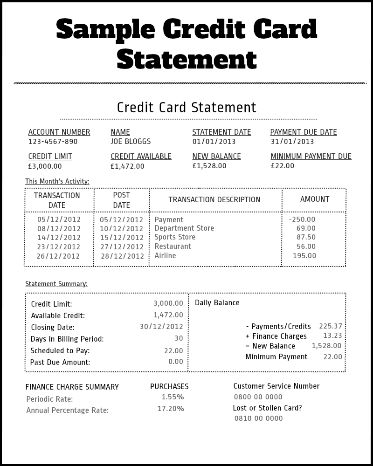 Sample Credit Card
Statement
Credit Card Statement
ACCOUNT NUMBER NAME STATEMENT DATE PAYMENT DUE DATE
123-4567-890 JOE BLOGGS 01/01/2013 31/01/2013
CREDIT LIMIT CREDIT AVAILABLE NEW BALANCE MINIMUM PAYMENT DUE
£3,000.00 £1,472.00 £1,528.00 £22.00
This Month's Activity:
TRANSACTION DATE POST DATE TRANSACTION DESCRIPTION AMOUNT
05/12/2012 05/12/2012 Payment -250.00
08/12/2012 10/12/2012 Department Store 69.00
14/12/2012 15/12/2012 Sports Store 87.50
23/12/2012 27/12/2012 Restaurant 56.00
26/12/2012 28/12/2012 Airline 195.00
Statement Summary:
Credit Limit: 3,000.00 Daily Balance
Available Credit: 1,472.00
Closing Date: 30/12/2012 - Payments/Credits 225.37
Days in Billing Period: 30 + Finance Charges 13.23
Scheduled to Pay: 22.00 - New Balance 1,528.00
Past Due Amount: 0.00 Minimum Payment 22.00
FINANCE CHARGE SUMMARY PURCHASES Customer Service Number
Periodic Rate: 1.55% 0800 00 0000
Annual Percentage Rate: 17.20% Lost or Stollen Card?
0810 00 0000